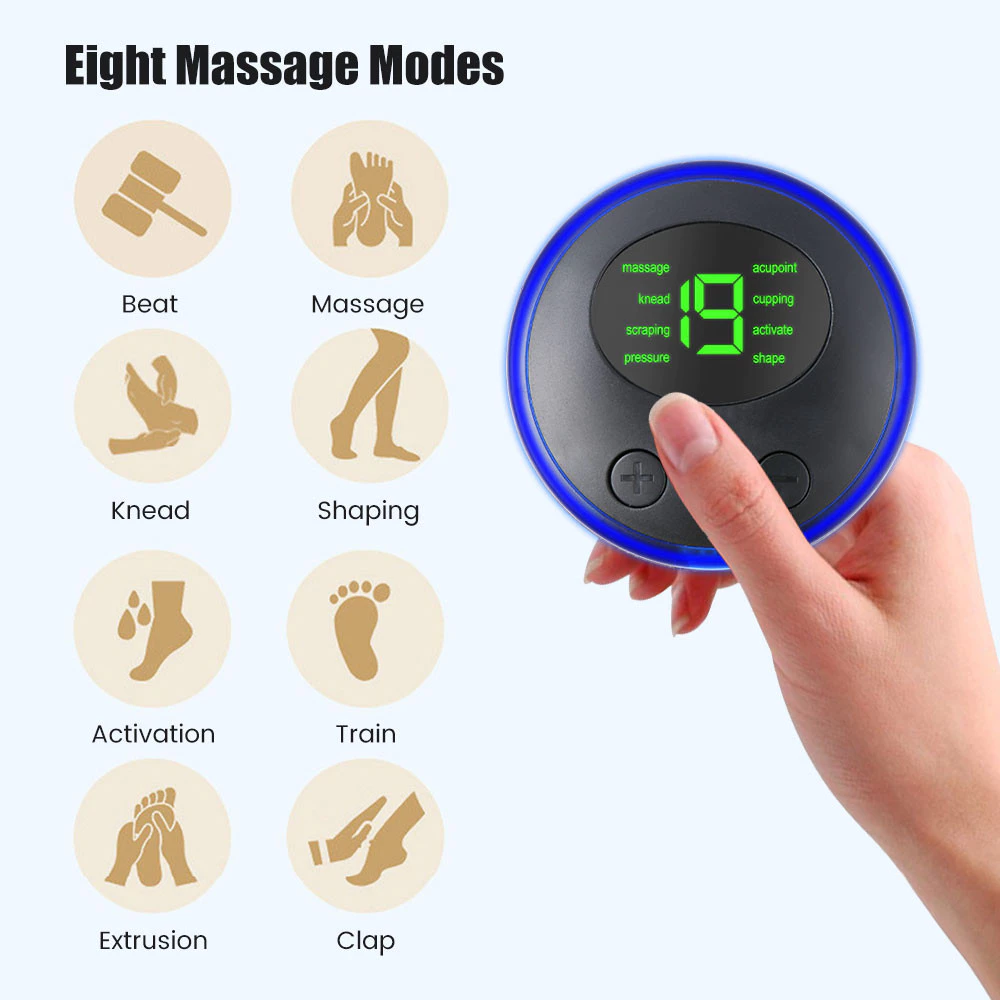 Eight Massage Modes
Beat
Massage
Knead
Shaping
Activation
Train
Extrusion
Clap
massage
knead
scraping
pressure
19
acupoint
cupping
activate
shape
+
-